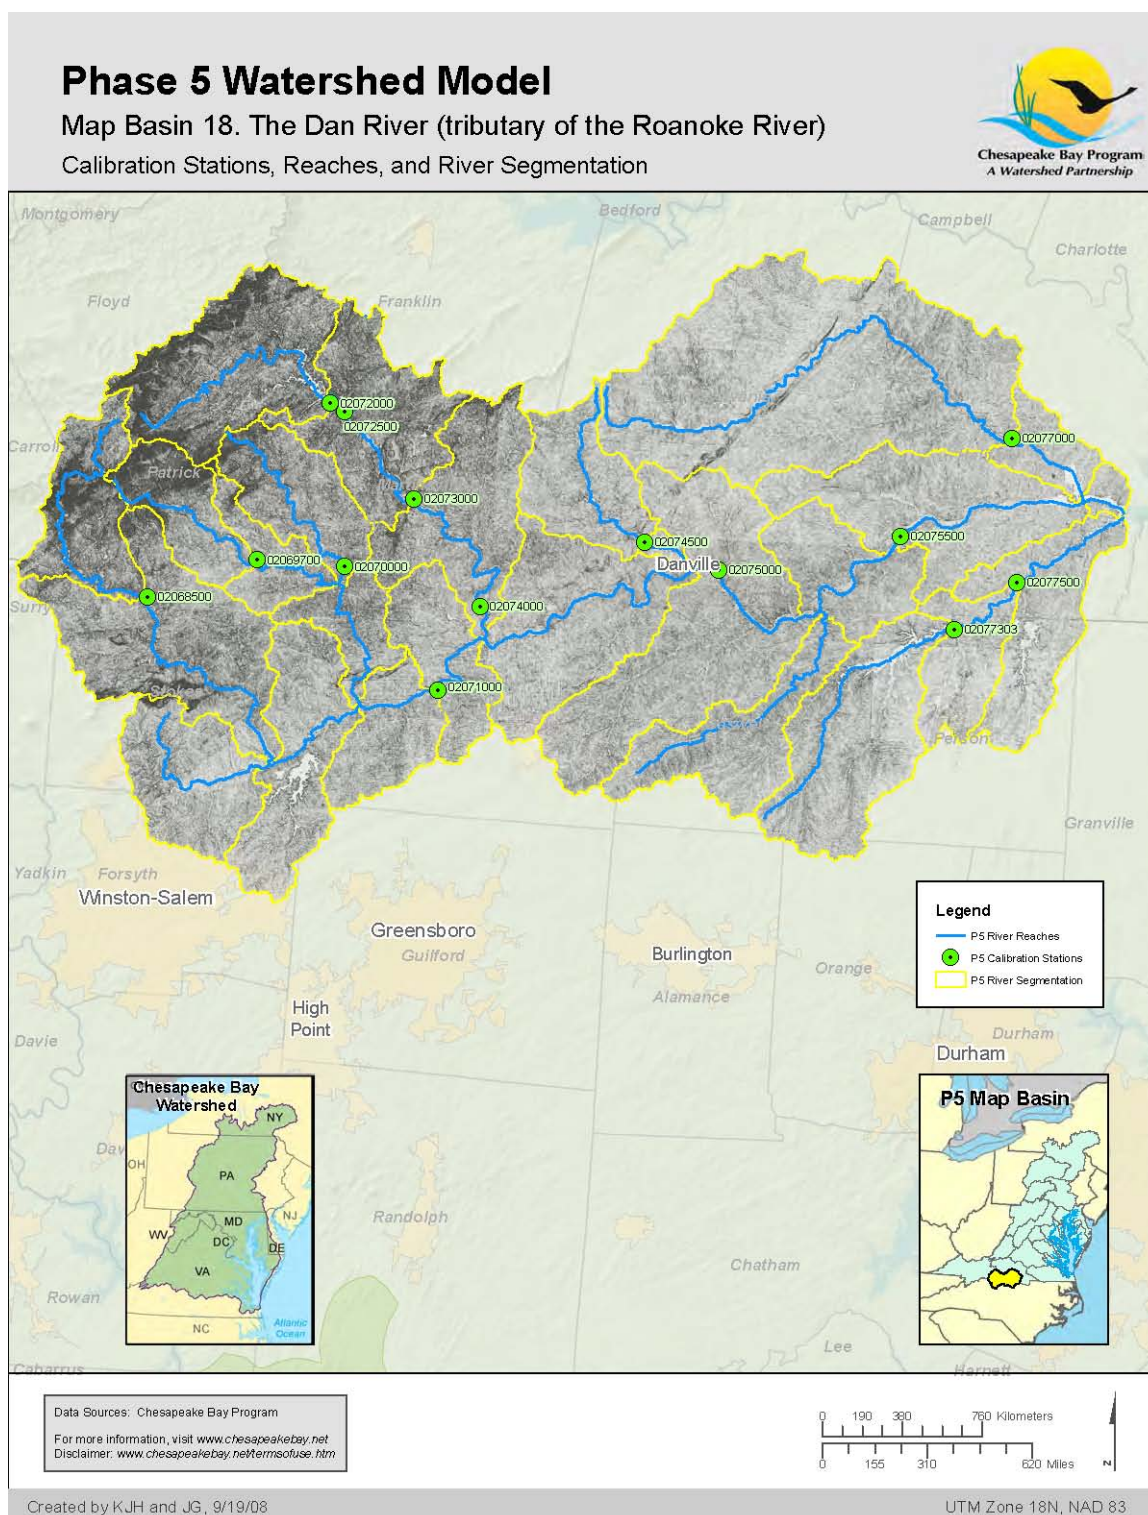 Phase 5 Watershed Model
Map Basin 18. The Dan River (tributary of the Roanoke River)
Calibration Stations, Reaches, and River Segmentation
Chesapeake Bay Program
A Watershed Partnership
Montgomery
Bedford
Campbell
Charlotte
Floyd
Franklin
02072000
02072500
Carroll
Patrick
02077000
02073000
02069700
02070000
02074500
Danville
02075000
02075500
02068500
Surry
02074000
02077500
02077303
02071000
Person
Granville
Yadkin
Forsyth
Winston-Salem
Greensboro
Guilford
Burlington
Alamance
Orange
High
Point
Davie
Durham
Durham
Legend
P5 River Reaches
P5 Calibration Stations
P5 River Segmentation
Chesapeake Bay
Watershed
NY
PA
OH
NJ
MD
WV
DC
DE
VA
NC
Atlantic
Ocean
P5 Map Basin
Randolph
Chatham
Rowan
Lee
Cabarrus
Harnett
Data Sources: Chesapeake Bay Program
For more information, visit www.chesapeakebay.net
Disclaimer: www.chesapeakebay.net/termsofuse.htm
0 190 380 760 Kilometers
0 155 310 620 Miles
N
Created by KJH and JG, 9/19/08
UTM Zone 18N, NAD 83